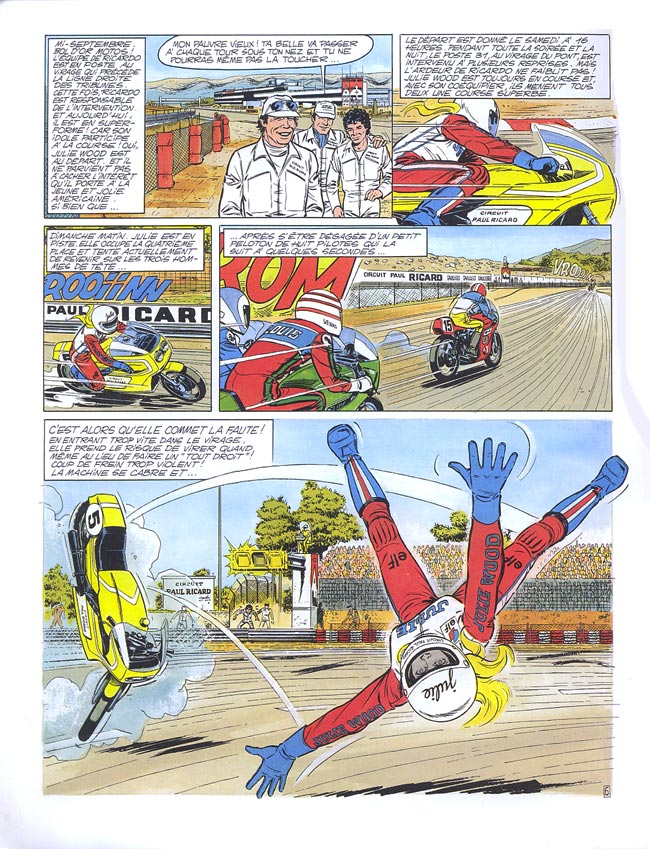 MI-SEPTEMBRE.
BOL D'OR MOTOS!
L'ÉQUIPE DE RICARDO
EST EN POSTE AU
VIRAGE QUI PRÉCÈDE
LA LIGNE DROITE
DES TRIBUNES.
CETTE FOIS, RICARDO
EST RESPONSABLE
DE L'INTERVENTION.
ET AUJOURD'HUI,
IL EST EN SUPER-
FORME! CAR SON
IDOLE PARTICIPE
À LA COURSE! OUI,
JULIE WOOD EST
AU DÉPART. ET IL
NE PARVIENT PAS
À CACHER L'INTÉRÊT
QU'IL PORTE À LA
JEUNE ET JOLIE
AMÉRICAINE.
SI BIEN QUE ...
MON PAUVRE VIEUX! TA BELLE VA PASSER
À CHAQUE TOUR SOUS TON NEZ ET TU NE
POURRAS MÊME PAS LA TOUCHER...
LE DÉPART EST DONNÉ LE SAMEDI À 16
HEURES. PENDANT TOUTE LA SOIRÉE ET LA
NUIT, LE POSTE 31, AU VIRAGE DU PONT, EST
INTERVENU À PLUSIEURS REPRISES, MAIS
L'ARDEUR DE RICARDO NE FAIBLIT PAS!
JULIE WOOD EST TOUJOURS EN COURSE ET,
AVEC SON COÉQUIPIER, ILS MÈNENT TOUS
DEUX UNE COURSE SUPERBE.
CIRCUIT
PAUL RICARD
DIMANCHE MATIN. JULIE EST EN
PISTE. ELLE OCCUPE LA QUATRIÈME
PLACE ET TENTE ACTUELLEMENT
DE REVENIR SUR LES TROIS HOM-
MES DE TÊTE ...
ROOIINN
PAUL RICARD
... APRÈS S'ÊTRE DÉGAGÉE D'UN PETIT
PELOTON DE HUIT PILOTES QUI LA
SUIT À QUELQUES SECONDES ...
ROM
CIRCUIT PAUL RICARD
VROO
LOUIS
15
C'EST ALORS QU'ELLE COMMET LA FAUTE!
EN ENTRANT TROP VITE DANS LE VIRAGE,
ELLE PREND LE RISQUE DE VIRER QUAND
MÊME AU LIEU DE FAIRE UN "TOUT DROIT"!
COUP DE FREIN TROP VIOLENT!
LA MACHINE SE CABRE ET ...
5
CIRCUIT
PAUL RICARD
elf
elf
JULIE WOOD
JULIE
julie
JULIE WOOD
6